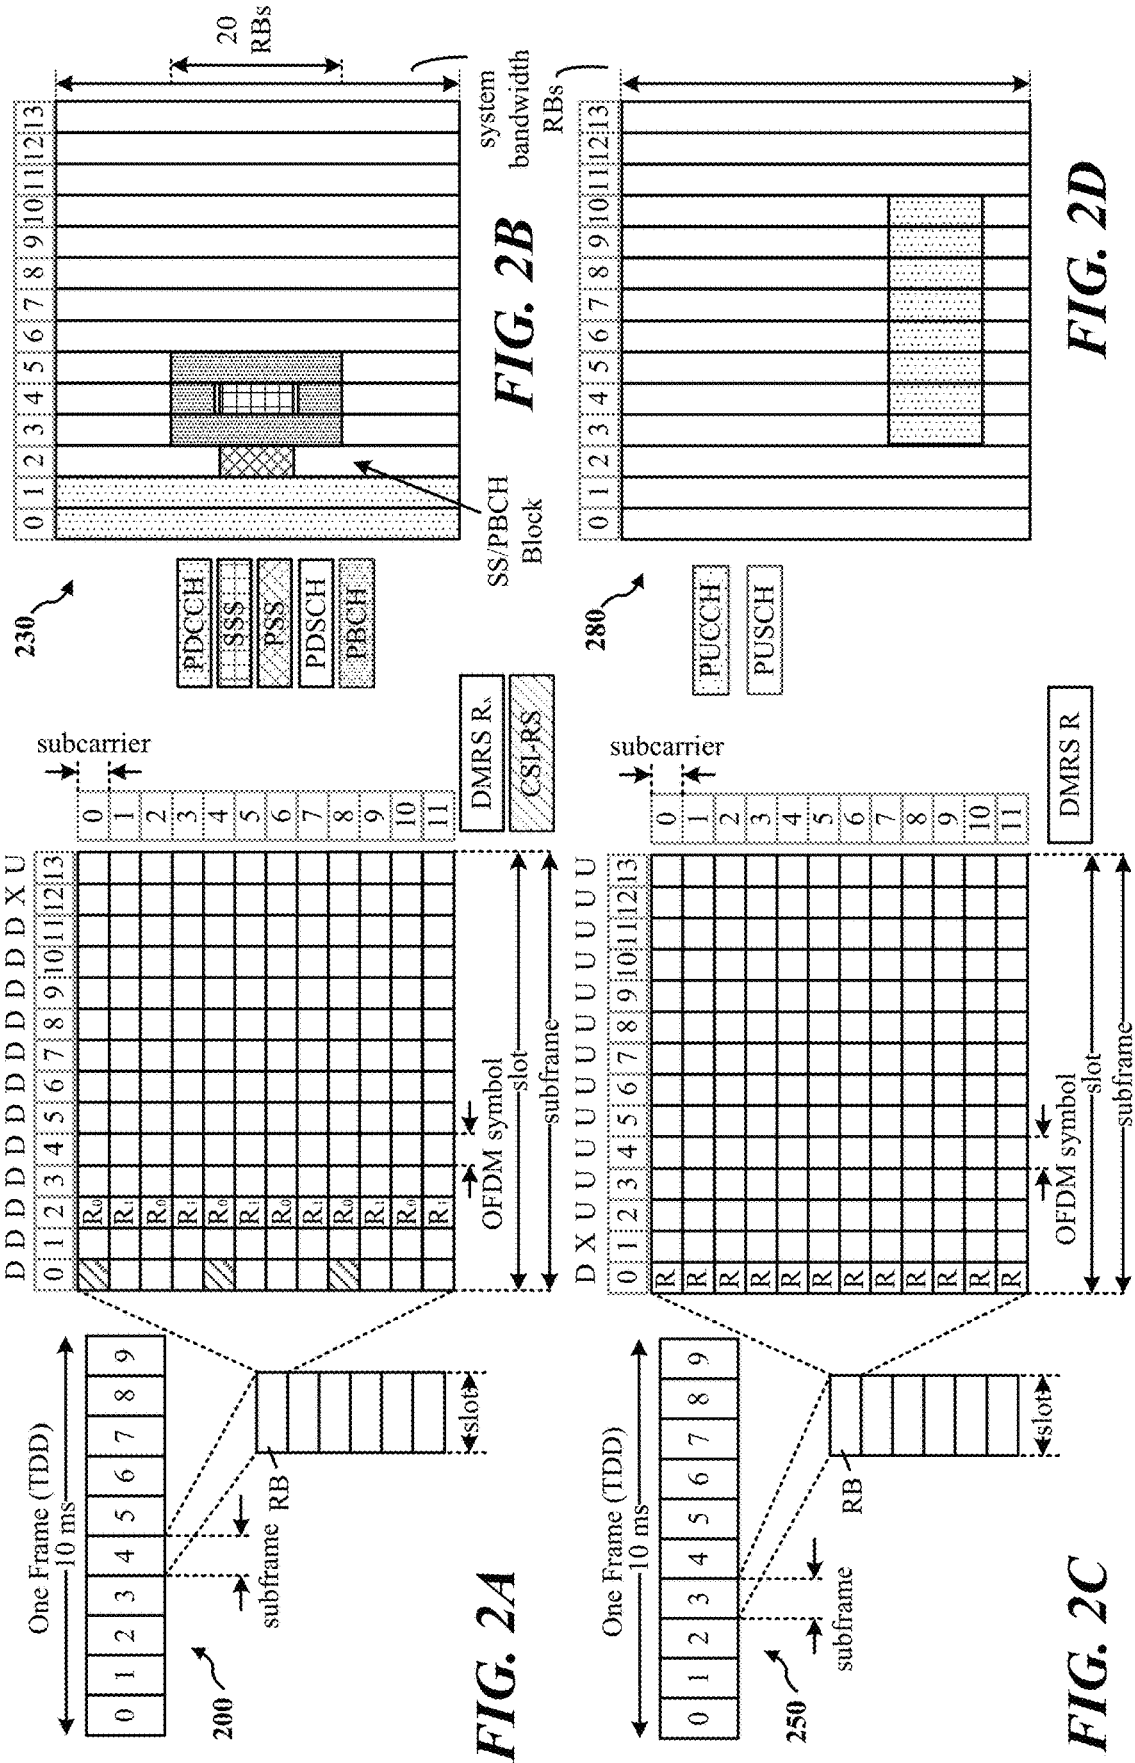 One Frame (TDD)
10 ms
0 1 2 3 4 5 6 7 8 9
200
subframe
RB
slot
FIG. 2A
D D D D D D D D D D D D X U
0 1 2 3 4 5 6 7 8 9 10 11 12 13
R₀
R₁
R₀
R₁
R₀
R₁
R₀
R₁
R₀
R₁
R₀
R₁
subcarrier
0
1
2
3
4
5
6
7
8
9
10
11
OFDM symbol
slot
subframe
DMRS Rₓ
CSI-RS
230
PDCCH
SSS
PSS
PDSCH
PBCH
0 1 2 3 4 5 6 7 8 9 10 11 12 13
20
RBs
SS/PBCH
Block
system
bandwidth
RBs
FIG. 2B
One Frame (TDD)
10 ms
0 1 2 3 4 5 6 7 8 9
250
subframe
RB
slot
FIG. 2C
D X U U U U U U U U U U U U
0 1 2 3 4 5 6 7 8 9 10 11 12 13
R
R
R
R
R
R
R
R
R
R
R
R
subcarrier
0
1
2
3
4
5
6
7
8
9
10
11
OFDM symbol
slot
subframe
DMRS R
280
PUCCH
PUSCH
0 1 2 3 4 5 6 7 8 9 10 11 12 13
FIG. 2D